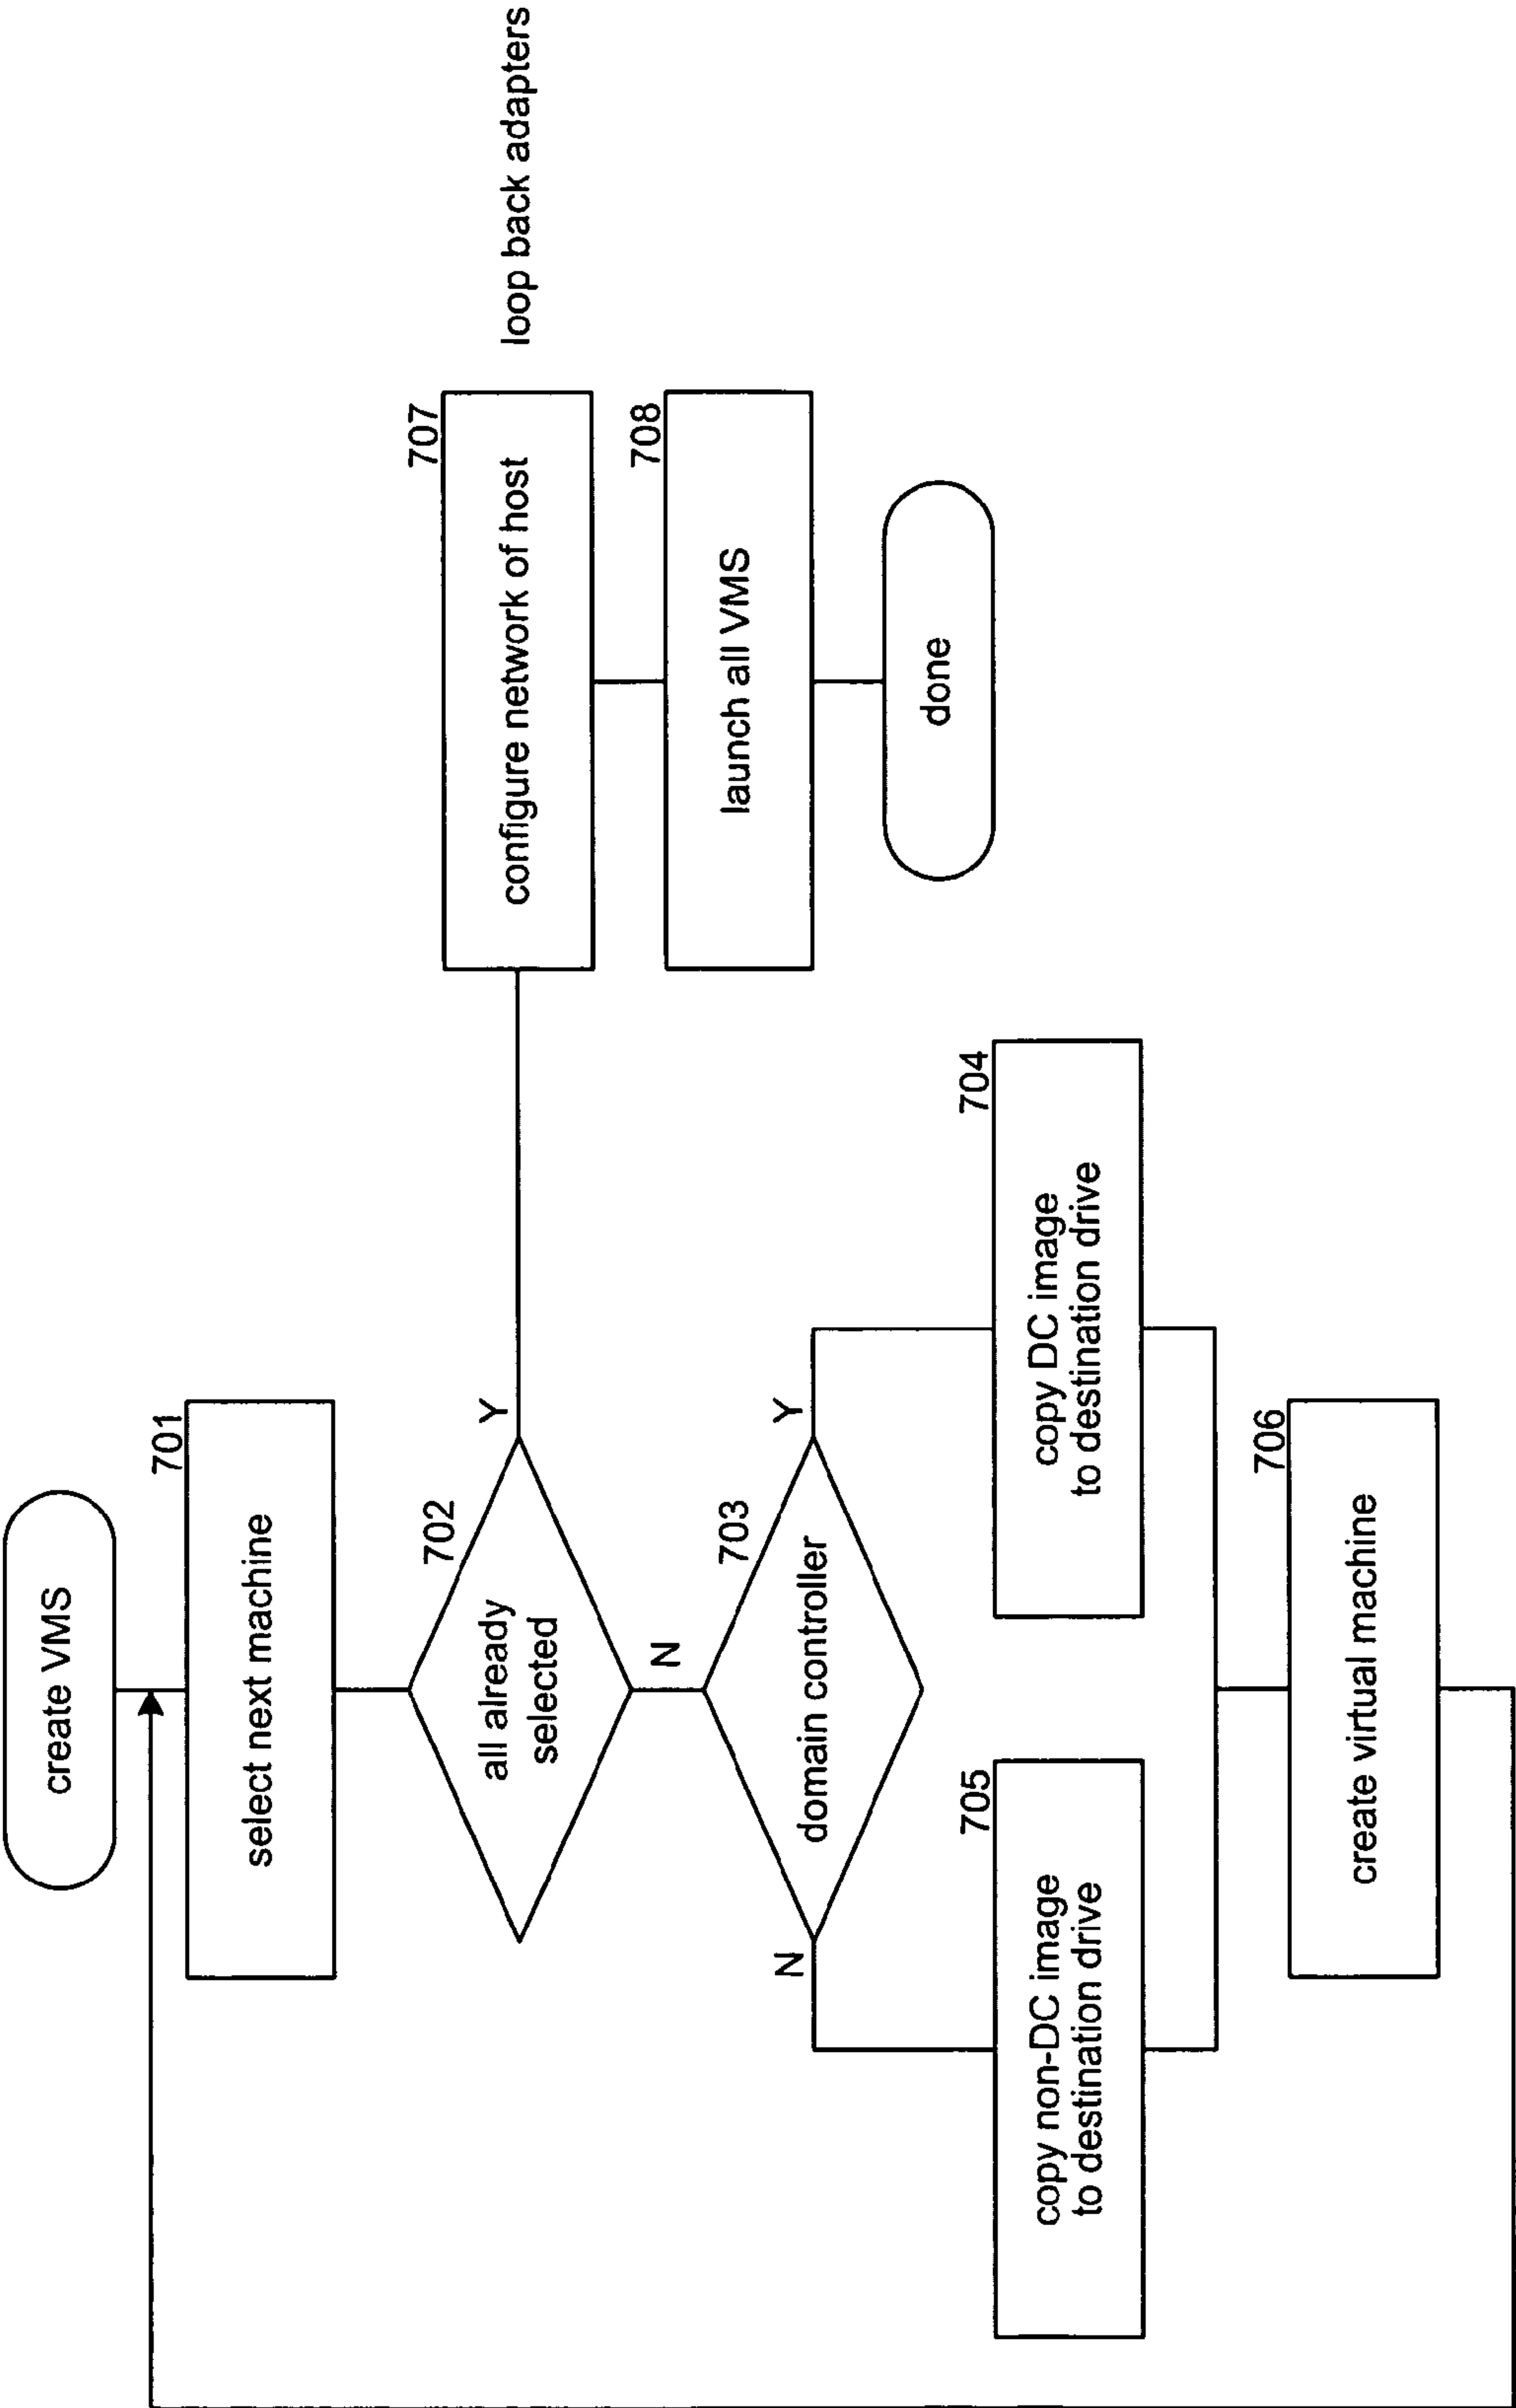 create VMS
701
select next machine
702
all already
selected
Y
N
707
configure network of host
loop back adapters
708
launch all VMS
done
703
domain controller
N
Y
705
copy non-DC image
to destination drive
704
copy DC image
to destination drive
706
create virtual machine